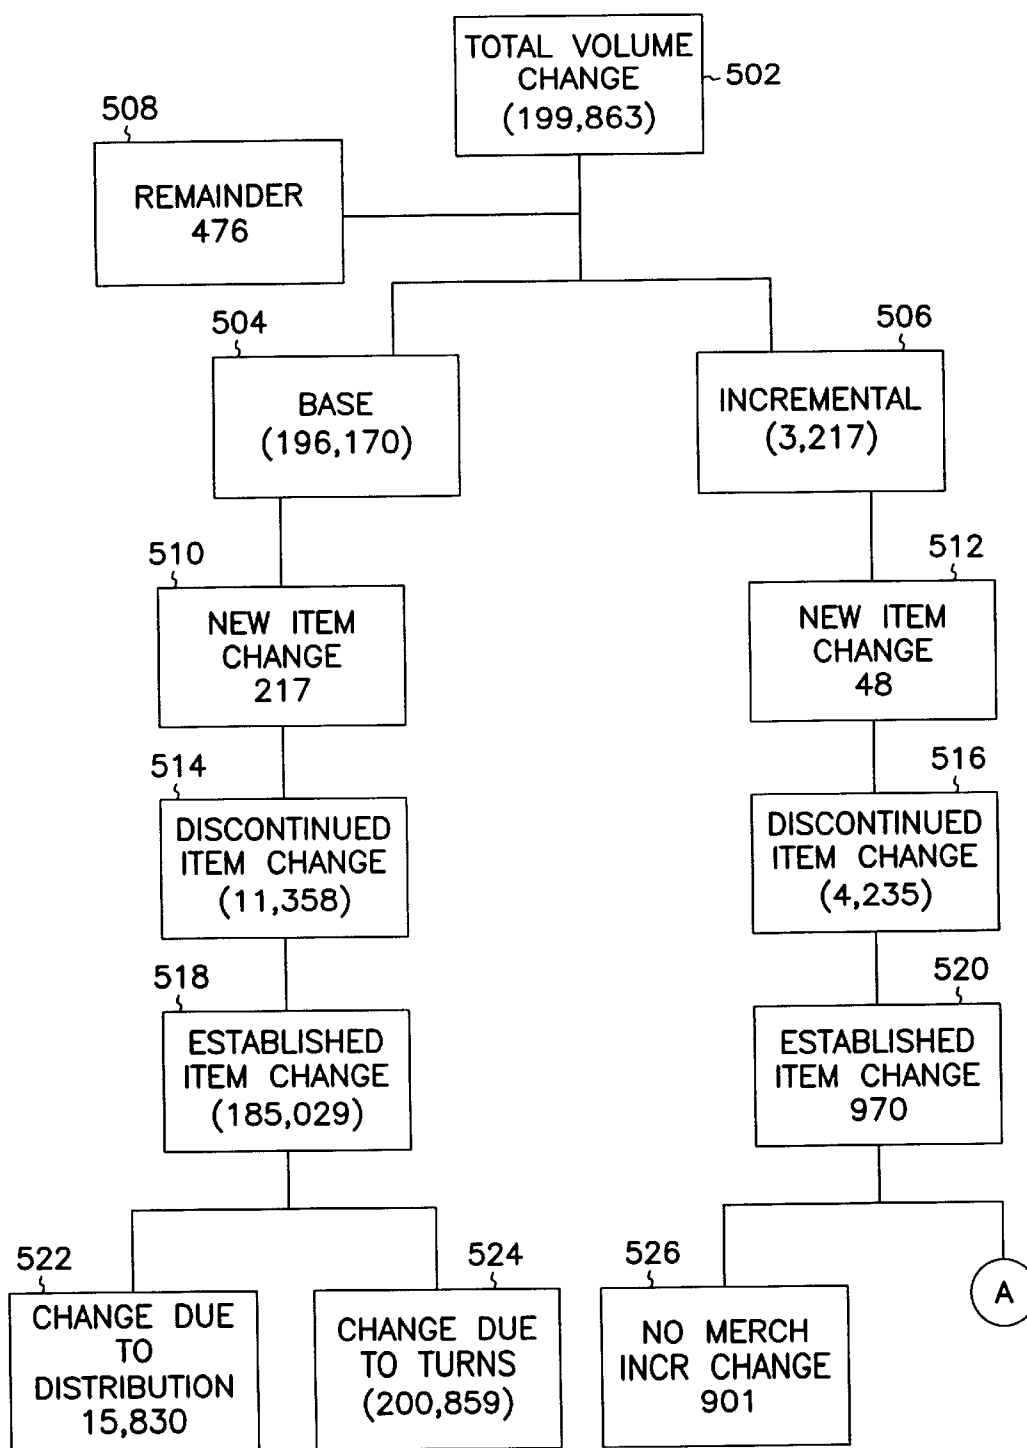 TOTAL VOLUME
CHANGE
(199,863)
502
508
REMAINDER
476
504
BASE
(196,170)
506
INCREMENTAL
(3,217)
510
NEW ITEM
CHANGE
217
512
NEW ITEM
CHANGE
48
514
DISCONTINUED
ITEM CHANGE
(11,358)
516
DISCONTINUED
ITEM CHANGE
(4,235)
518
ESTABLISHED
ITEM CHANGE
(185,029)
520
ESTABLISHED
ITEM CHANGE
970
522
CHANGE DUE
TO
DISTRIBUTION
15,830
524
CHANGE DUE
TO TURNS
(200,859)
526
NO MERCH
INCR CHANGE
901
A